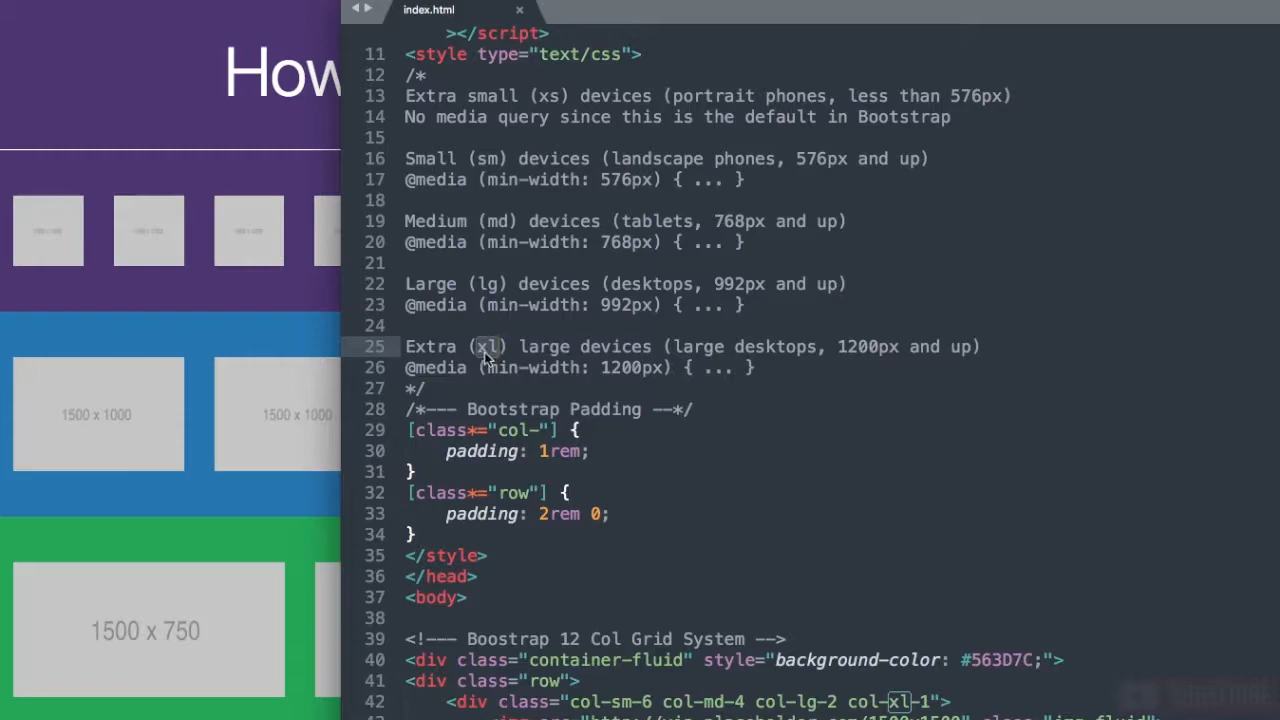 How
index.html
></script>
11 <style type="text/css">
12 /*
13 Extra small (xs) devices (portrait phones, less than 576px)
14 No media query since this is the default in Bootstrap
15
16 Small (sm) devices (landscape phones, 576px and up)
17 @media (min-width: 576px) { ... }
18
19 Medium (md) devices (tablets, 768px and up)
20 @media (min-width: 768px) { ... }
21
22 Large (lg) devices (desktops, 992px and up)
23 @media (min-width: 992px) { ... }
24
25 Extra (xl) large devices (large desktops, 1200px and up)
26 @media (min-width: 1200px) { ... }
27 */
28 /*--- Bootstrap Padding --*/
29 [class*="col-"] {
30 padding: 1rem;
31 }
32 [class*="row"] {
33 padding: 2rem 0;
34 }
35 </style>
36 </head>
37 <body>
38
39 <!--- Boostrap 12 Col Grid System -->
40 <div class="container-fluid" style="background-color: #563D7C;">
41 <div class="row">
42 <div class="col-sm-6 col-md-4 col-lg-2 col-xl-1">
1500 x 1000
1500 x 1000
1500 x 750